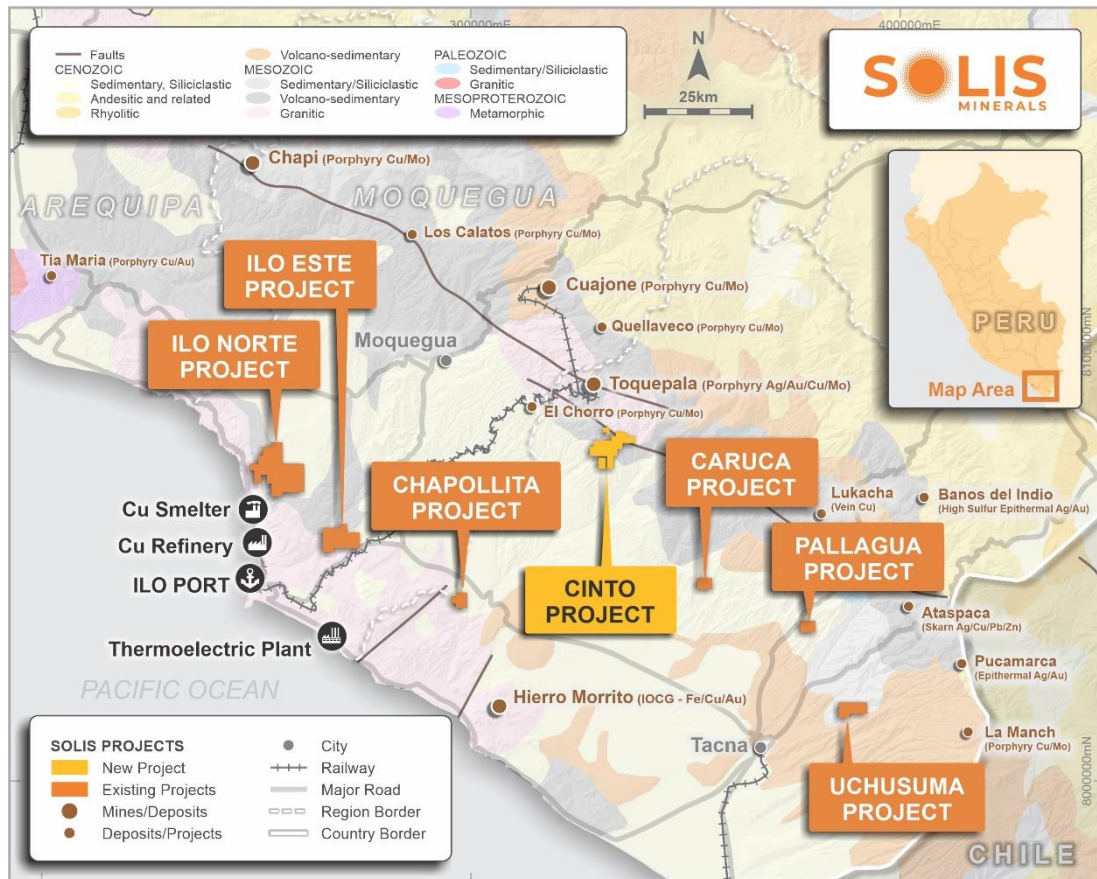 300000mE
400000mE
Faults
CENOZOIC
Sedimentary, Siliciclastic
Andesitic and related
Rhyolitic
Volcano-sedimentary
MESOZOIC
Sedimentary/Siliciclastic
Volcano-sedimentary
Granitic
PALEOZOIC
Sedimentary/Siliciclastic
Granitic
MESOPROTEROZOIC
Metamorphic
N
25km
SOLIS
MINERALS
PERU
Map Area
8100000mN
AREQUIPA
MOQUEGUA
Chapi (Porphyry Cu/Mo)
Los Calatos (Porphyry Cu/Mo)
Tia Maria (Porphyry Cu/Au)
ILO ESTE
PROJECT
Cuajone (Porphyry Cu/Mo)
Quellaveco (Porphyry Cu/Mo)
ILO NORTE
PROJECT
Moquegua
Toquepala (Porphyry Ag/Au/Cu/Mo)
El Chorro (Porphyry Cu/Mo)
CHAPOLLITA
PROJECT
CARUCA
PROJECT
Lukacha
(Vein Cu)
Banos del Indio
(High Sulfur Epithermal Ag/Au)
Cu Smelter
Cu Refinery
ILO PORT
CINTO
PROJECT
PALLAGUA
PROJECT
Ataspaca
(Skarn Ag/Cu/Pb/Zn)
Thermoelectric Plant
Pucamarca
(Epithermal Ag/Au)
PACIFIC OCEAN
Hierro Morrito (IOCG - Fe/Cu/Au)
Tacna
La Manch
(Porphyry Cu/Mo)
UCHUSUMA
PROJECT
8000000mN
CHILE
SOLIS PROJECTS
New Project
Existing Projects
Mines/Deposits
Deposits/Projects
City
Railway
Major Road
Region Border
Country Border